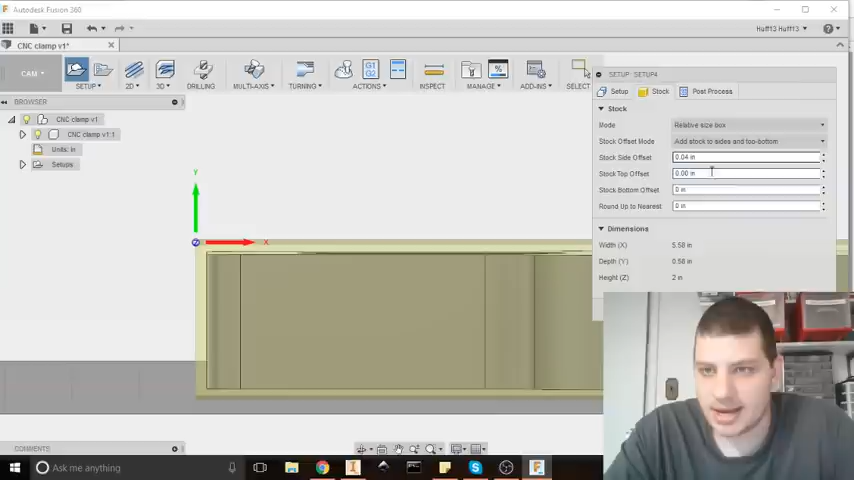 Autodesk Fusion 360
Huff13 Huff13
CNC clamp v1*
CAM
SETUP
2D
3D
DRILLING
MULTI-AXIS
TURNING
ACTIONS
INSPECT
MANAGE
ADD-INS
SELECT
G1
G2
BROWSER
CNC clamp v1
CNC clamp v1:1
Units: in
Setups
Y
Z
X
SETUP: SETUP4
Setup
Stock
Post Process
Stock
Mode
Relative size box
Stock Offset Mode
Add stock to sides and top-bottom
Stock Side Offset
0.04 in
Stock Top Offset
0.00 in
Stock Bottom Offset
0 in
Round Up to Nearest
0 in
Dimensions
Width (X)
5.58 in
Depth (Y)
0.58 in
Height (Z)
2 in
COMMENTS
Ask me anything